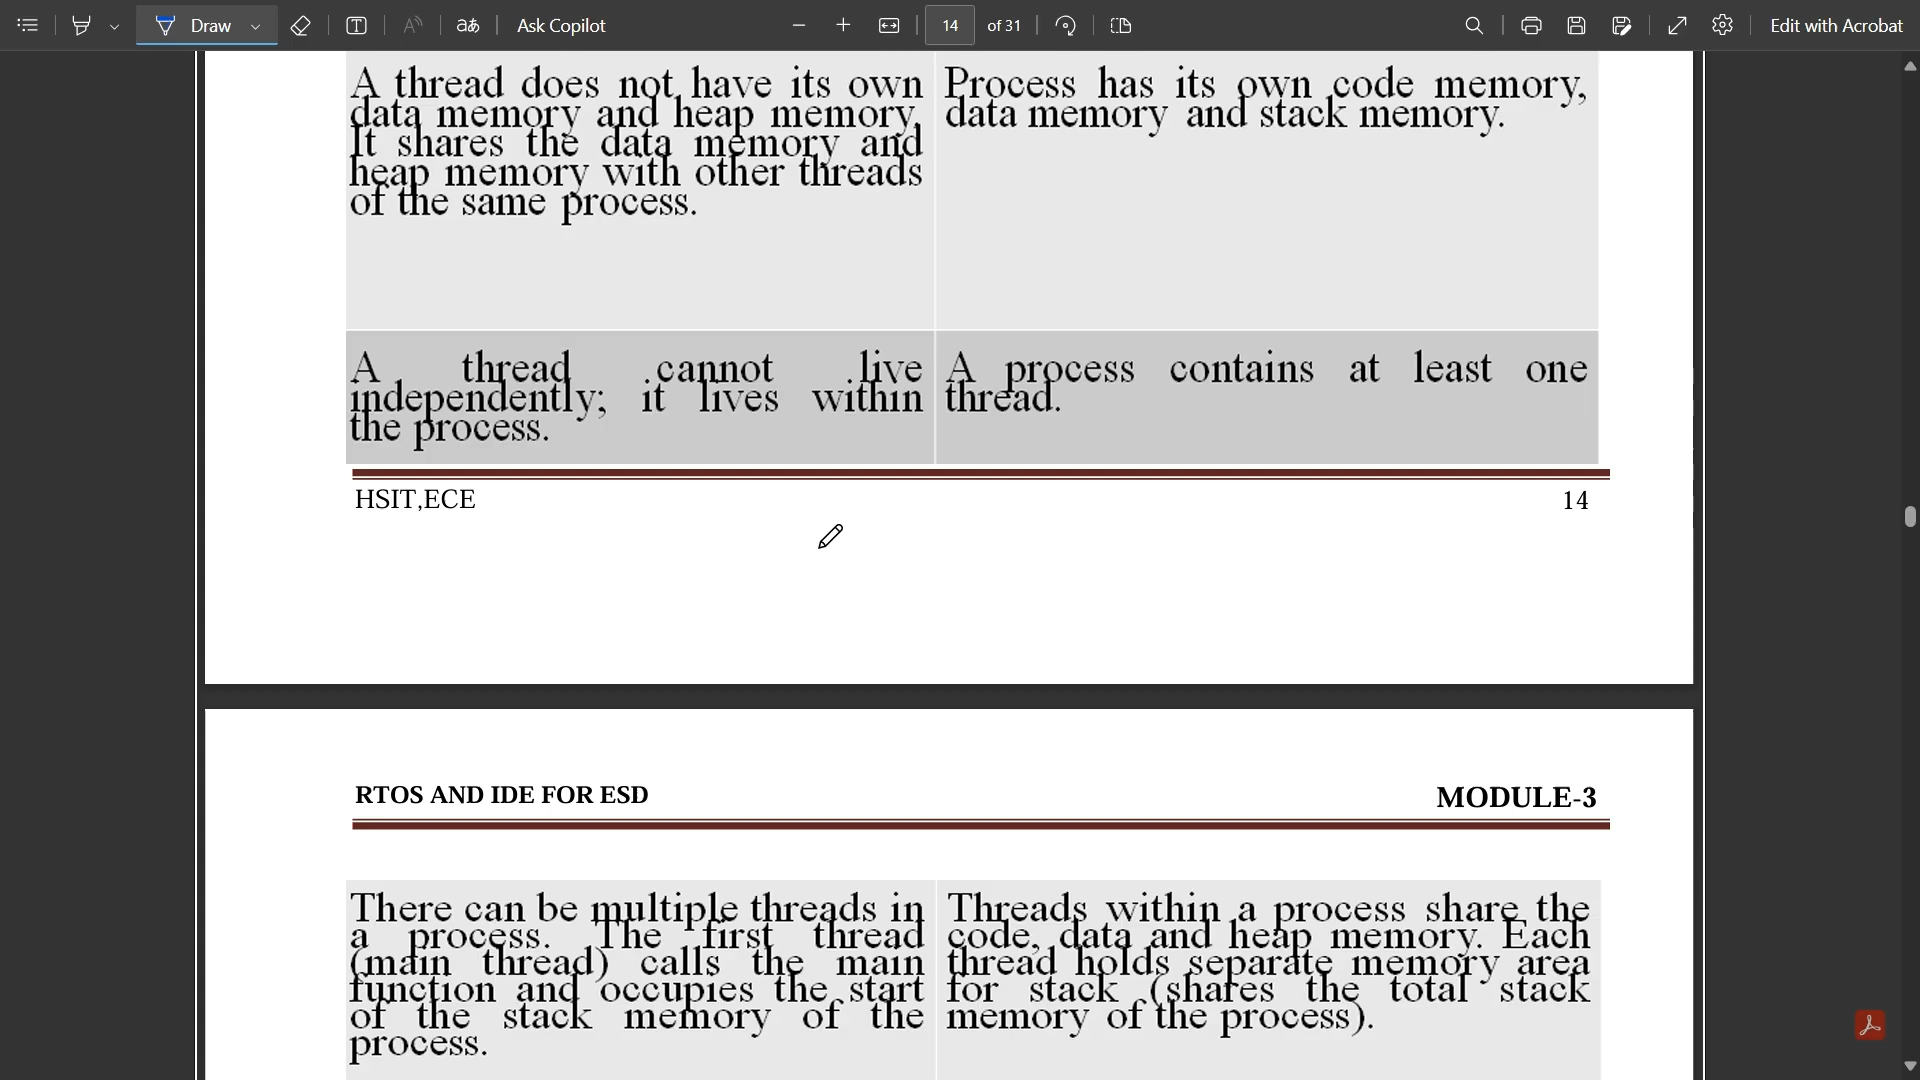 Draw
aあ
Ask Copilot
14
of 31
Edit with Acrobat
A thread does not have its own
data memory and heap memory.
It shares the data memory and
heap memory with other threads
of the same process.
Process has its own code memory,
data memory and stack memory.
A thread cannot live
independently; it lives within
the process.
A process contains at least one
thread.
HSIT,ECE
14
RTOS AND IDE FOR ESD
MODULE-3
There can be multiple threads in
a process. The first thread
(main thread) calls the main
function and occupies the start
of the stack memory of the
process.
Threads within a process share the
code, data and heap memory. Each
thread holds separate memory area
for stack (shares the total stack
memory of the process).